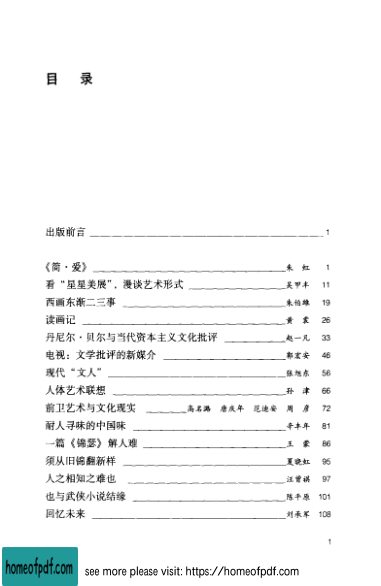 目 录
出版前言 1
《简·爱》 朱 虹 1
看“星星美展”，漫谈艺术形式 吴甲丰 11
西画东渐二三事 朱伯雄 19
读画记 黄 裳 26
丹尼尔·贝尔与当代资本主义文化批评 赵一凡 33
电视：文学批评的新媒介 郭宏安 46
现代“文人” 张旭东 56
人体艺术联想 孙 津 66
前卫艺术与文化现实 高名潞 唐庆年 范迪安 周 彦 72
耐人寻味的中国味 辛丰年 81
一篇《锦瑟》解人难 王 蒙 86
须从旧锦翻新样 夏晓虹 95
人之相知之难也 汪曾祺 97
也与武侠小说结缘 陈平原 101
回忆未来 刘承军 108
1
homeofpdf.com
see more please visit: https://homeofpdf.com